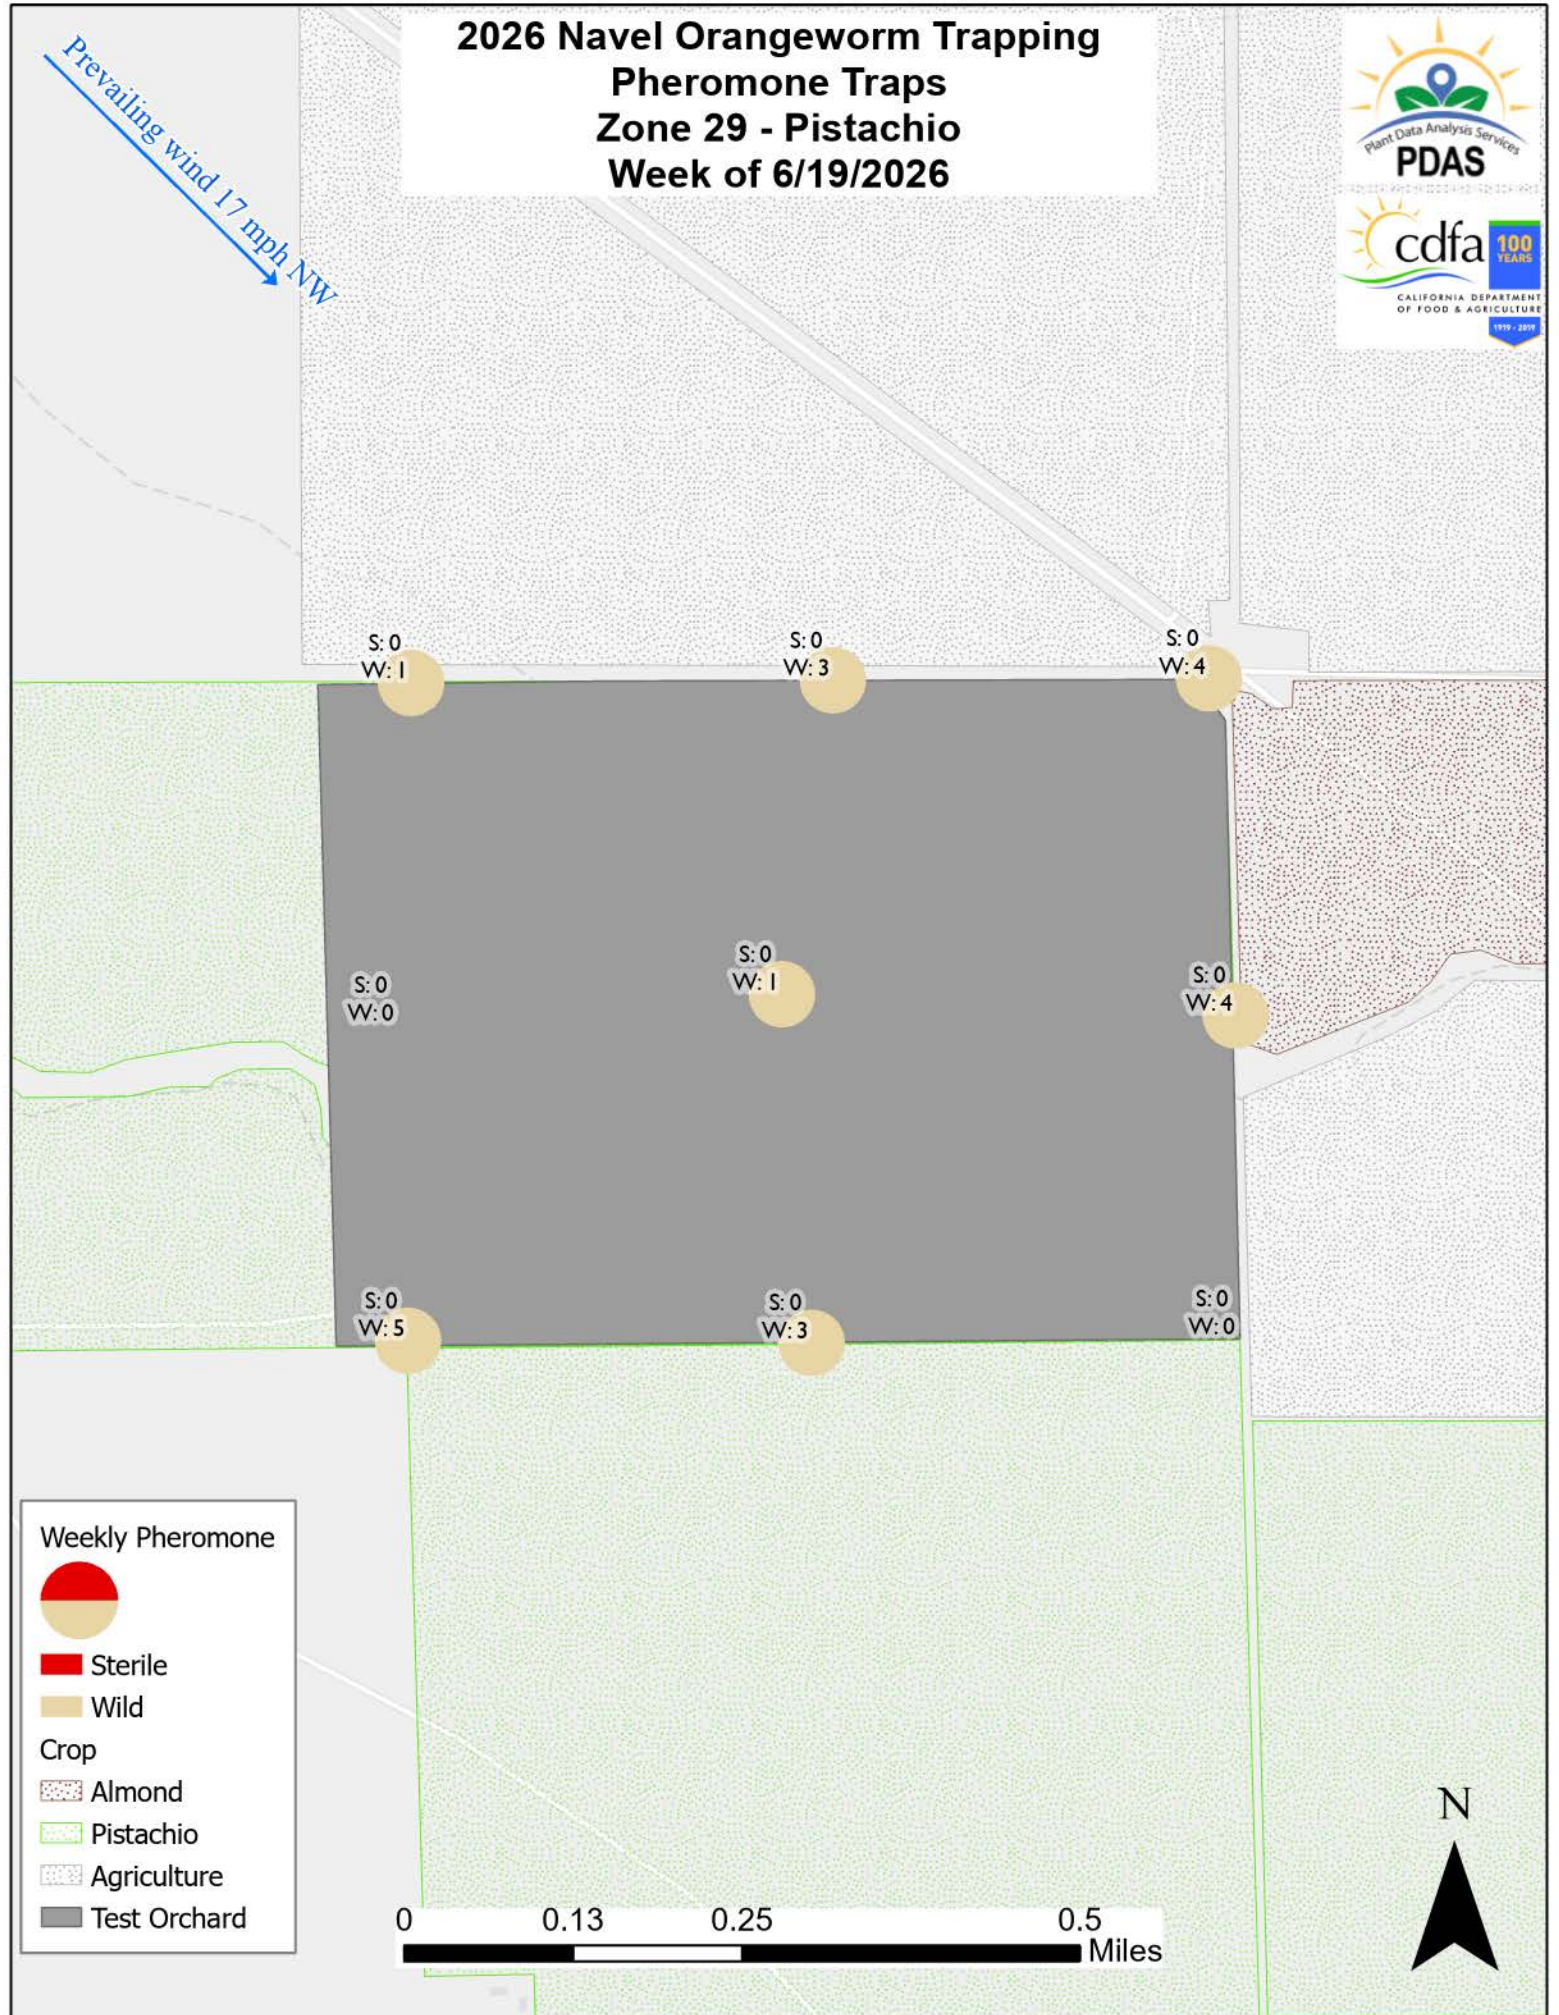 2026 Navel Orangeworm Trapping
Pheromone Traps
Zone 29 - Pistachio
Week of 6/19/2026
Prevailing wind 17 mph NW
Plant Data Analysis Services
PDAS
cdfa
100
YEARS
CALIFORNIA DEPARTMENT
OF FOOD & AGRICULTURE
1919 - 2019
S: 0
W: 1
S: 0
W: 3
S: 0
W: 4
S: 0
W: 0
S: 0
W: 1
S: 0
W: 4
S: 0
W: 5
S: 0
W: 3
S: 0
W: 0
Weekly Pheromone
Sterile
Wild
Crop
Almond
Pistachio
Agriculture
Test Orchard
0 0.13 0.25 0.5
Miles
N